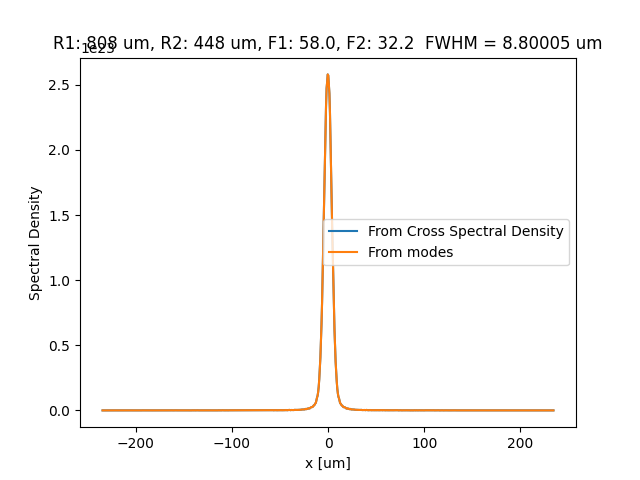 R1: 808 um, R2: 448 um, F1: 58.0, F2: 32.2  FWHM = 8.80005 um
1e23
2.5
2.0
1.5
1.0
0.5
0.0
Spectral Density
From Cross Spectral Density
From modes
−200
−100
0
100
200
x [um]